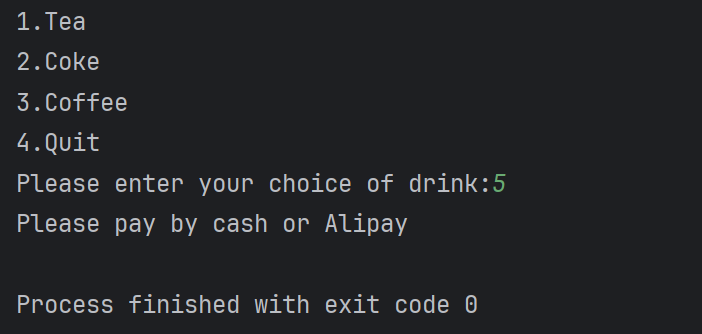 1.Tea
2.Coke
3.Coffee
4.Quit
Please enter your choice of drink:5
Please pay by cash or Alipay
Process finished with exit code 0